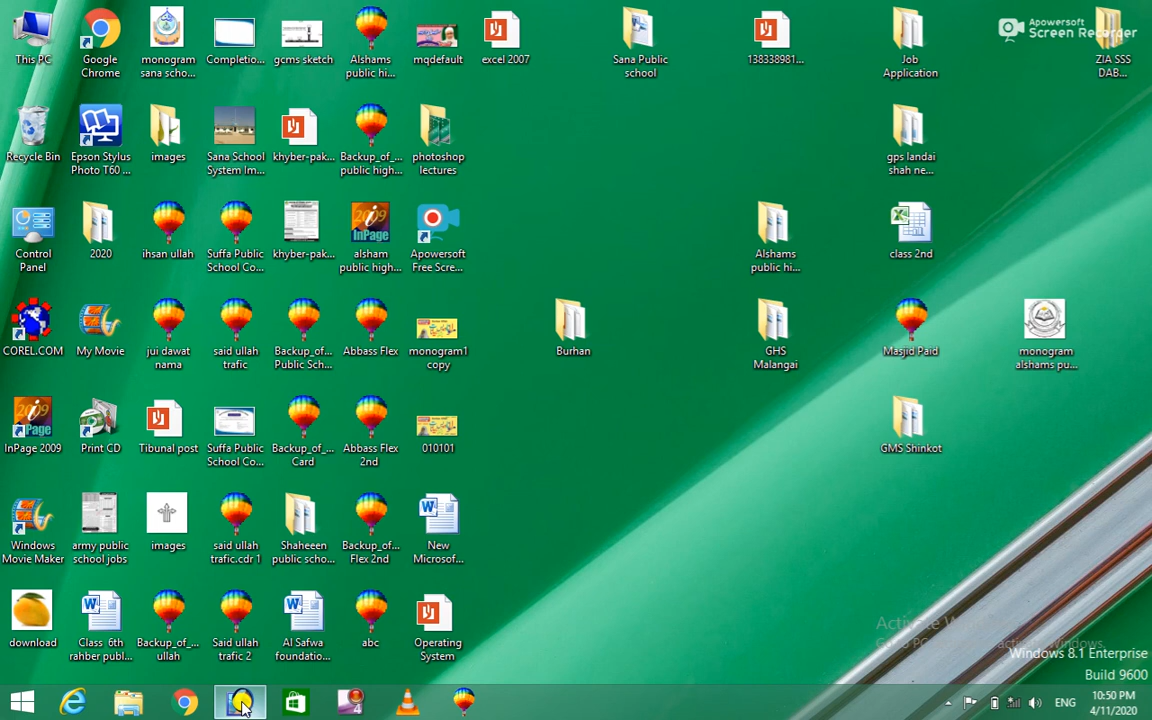 Apowersoft
Screen Recorder
This PC
Google
Chrome
monogram
sana scho...
Completio...
gcms sketch
Alshams
public hi...
mqdefault
excel 2007
Sana Public
school
138338981...
Job
Application
ZIA SSS
DAB...
Recycle Bin
Epson Stylus
Photo T60 ...
images
Sana School
System Im...
khyber-pak...
Backup_of_...
public high...
photoshop
lectures
gps landai
shah ne...
Control
Panel
2020
ihsan ullah
Suffa Public
School Co...
khyber-pak...
2009
InPage
alsham
public high...
Apowersoft
Free Scre...
Alshams
public hi...
class 2nd
COREL.COM
My Movie
jui dawat
nama
said ullah
trafic
Backup_of...
Public Sch...
Abbass Flex
monogram1
copy
Burhan
GHS
Malangai
Masjid Paid
monogram
alshams pu...
2009
InPage
InPage 2009
Print CD
Tibunal post
Suffa Public
School Co...
Backup_of_...
Card
Abbass Flex
2nd
010101
GMS Shinkot
Windows
Movie Maker
army public
school jobs
images
said ullah
trafic.cdr 1
Shaheeen
public scho...
Backup_of...
Flex 2nd
New
Microsof...
download
Class 6th
rahber publ...
Backup_of_...
ullah
Said ullah
trafic 2
Al Safwa
foundatio...
abc
Operating
System
Windows 8.1 Enterprise
Build 9600
ENG
10:50 PM
4/11/2020